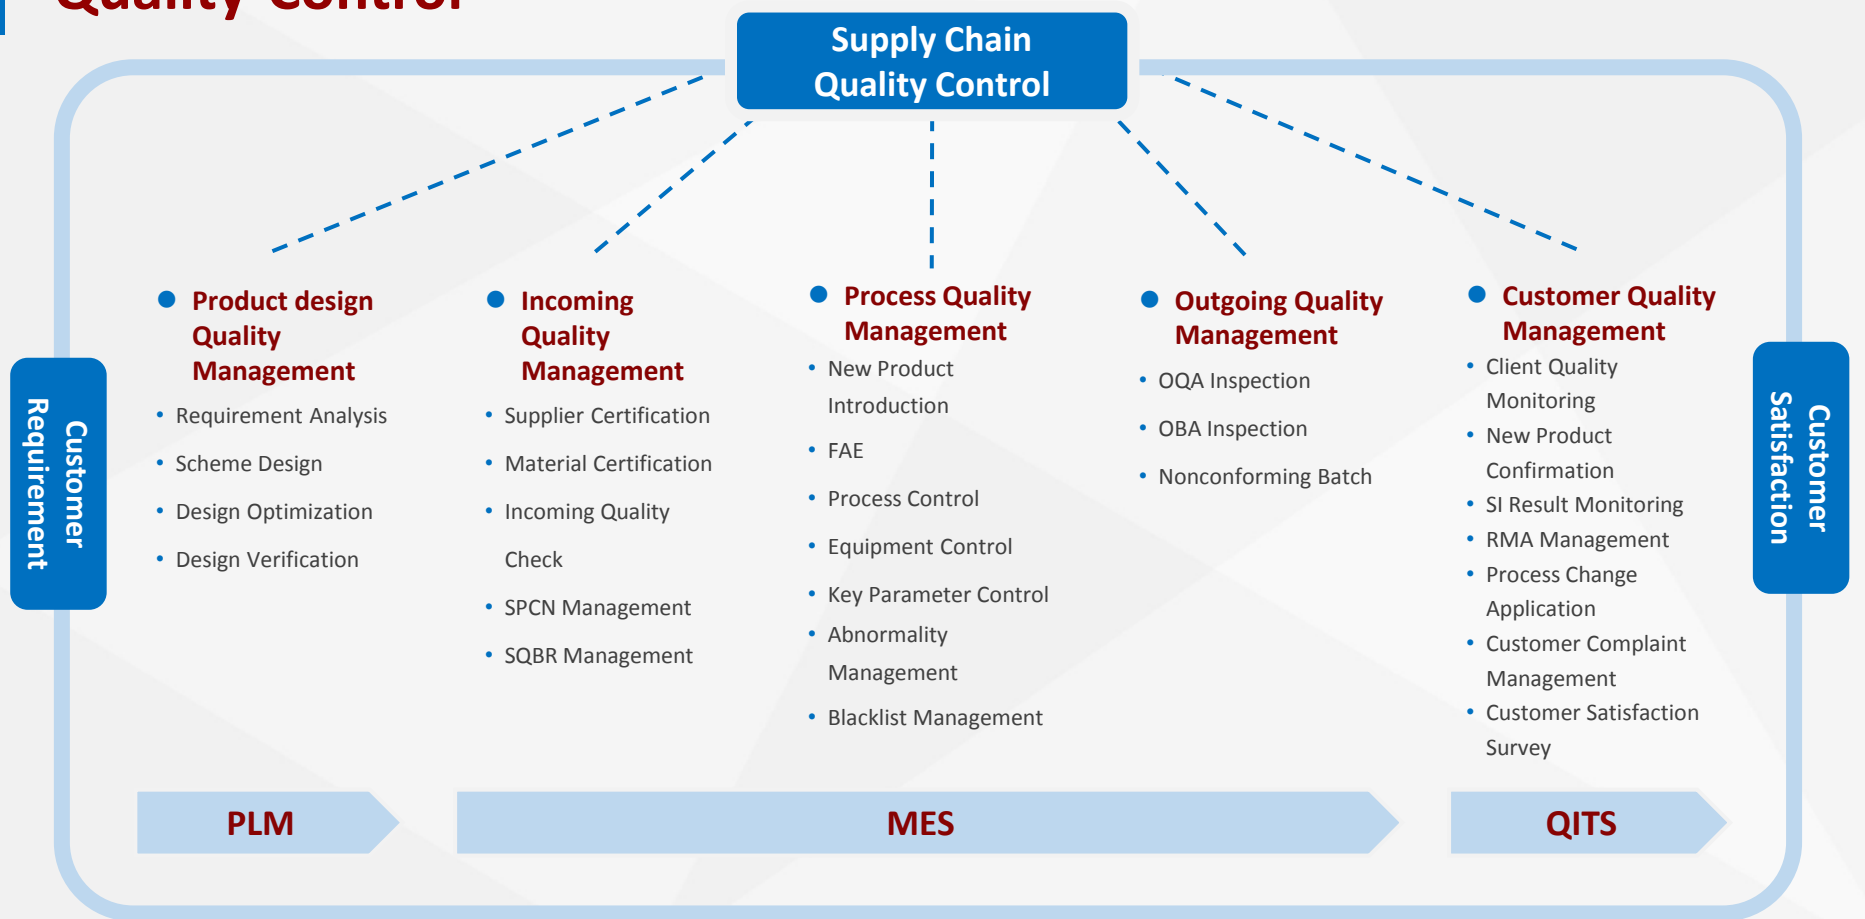 Quality Control
Supply Chain
Quality Control
Customer
Requirement
Product design
Quality
Management
Requirement Analysis
Scheme Design
Design Optimization
Design Verification
Incoming
Quality
Management
Supplier Certification
Material Certification
Incoming Quality
Check
SPCN Management
SQBR Management
Process Quality
Management
New Product
Introduction
FAE
Process Control
Equipment Control
Key Parameter Control
Abnormality
Management
Blacklist Management
Outgoing Quality
Management
OQA Inspection
OBA Inspection
Nonconforming Batch
Customer Quality
Management
Client Quality
Monitoring
New Product
Confirmation
SI Result Monitoring
RMA Management
Process Change
Application
Customer Complaint
Management
Customer Satisfaction
Survey
Customer
Satisfaction
PLM
MES
QITS